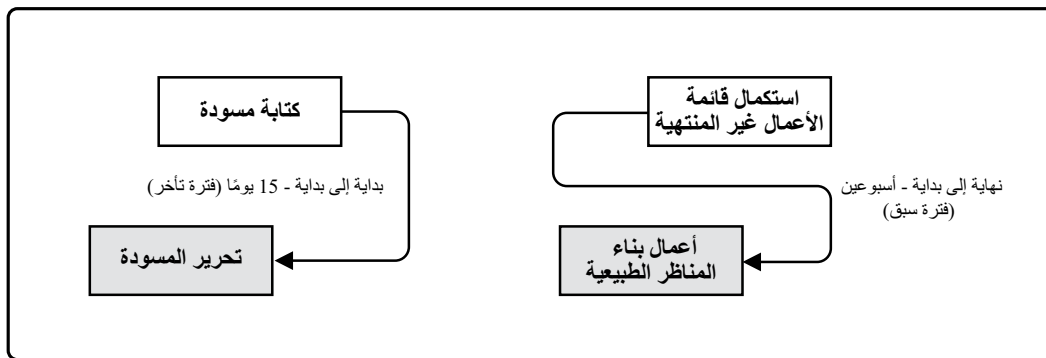 استكمال قائمة
الأعمال غير المنتهية
كتابة مسودة
نهاية إلى بداية - أسبوعين
(فترة سبق)
بداية إلى بداية - 15 يومًا (فترة تأخر)
أعمال بناء
المناظر الطبيعية
تحرير المسودة